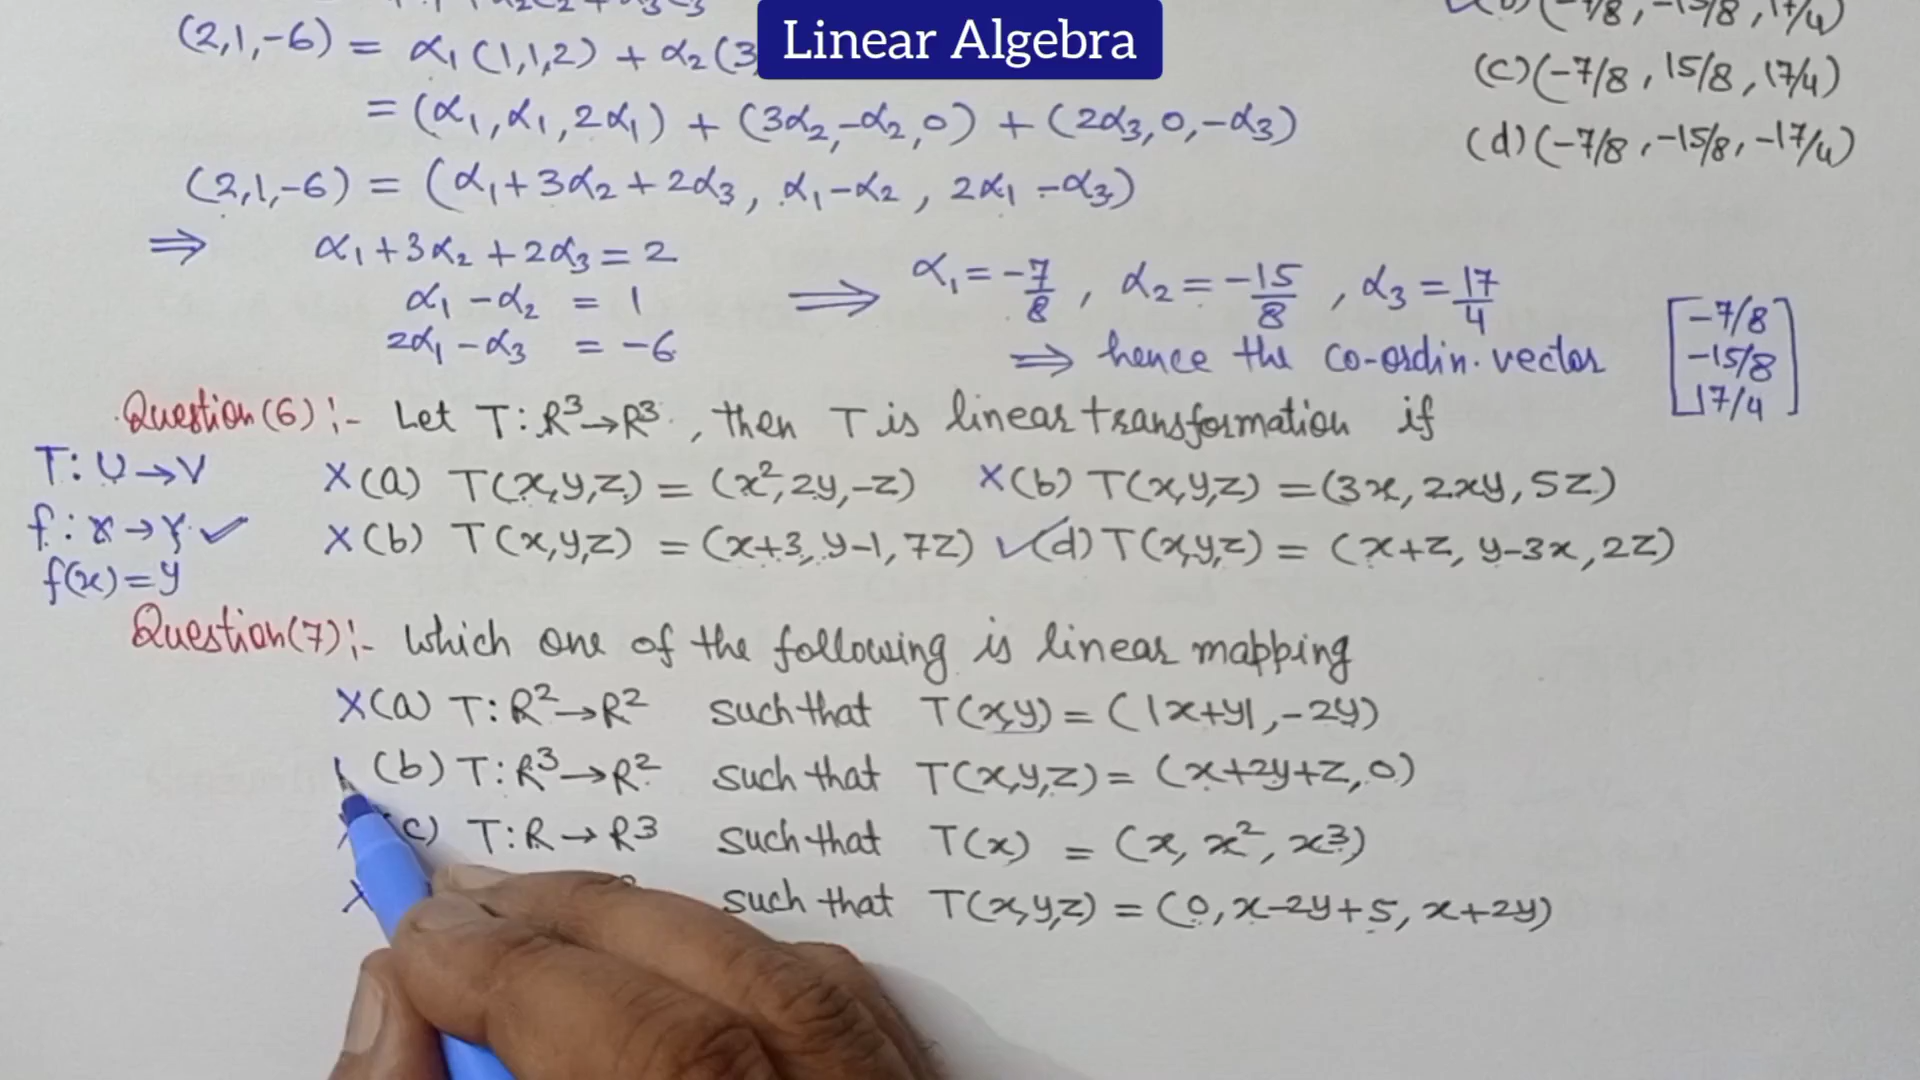 Linear Algebra
(2,1,-6) = α₁(1,1,2) + α₂(3
= (α₁,α₁,2α₁) + (3α₂,-α₂,0) + (2α₃,0,-α₃)
(2,1,-6) = (α₁+3α₂+2α₃, α₁-α₂, 2α₁-α₃)
(c)(-7/8, 15/8, 17/4)
(d)(-7/8, -15/8, -17/4)
⇒ α₁+3α₂+2α₃=2
α₁-α₂ = 1
2α₁-α₃ = -6
⇒ α₁=-7/8, α₂=-15/8, α₃=17/4
⇒ hence the co-ordin. vector [-7/8
-15/8
17/4]
Question(6):- Let T:R³→R³, then T is linear transformation if
T:U→V
f:x→Y ✓
f(x)=y
X(a) T(x,y,z) = (x²,2y,-z) X(b) T(x,y,z) =(3x,2xy,5z)
X(b) T(x,y,z) = (x+3, y-1, 7z) ✓(d) T(x,y,z) = (x+z, y-3x, 2z)
Question(7):- Which one of the following is linear mapping
X(a) T:R²→R² such that T(x,y) = (|x+y|,-2y)
(b) T:R³→R² such that T(x,y,z) = (x+2y+z,0)
c) T:R→R³ such that T(x) = (x, x², x³)
X such that T(x,y,z) = (0,x-2y+5, x+2y)